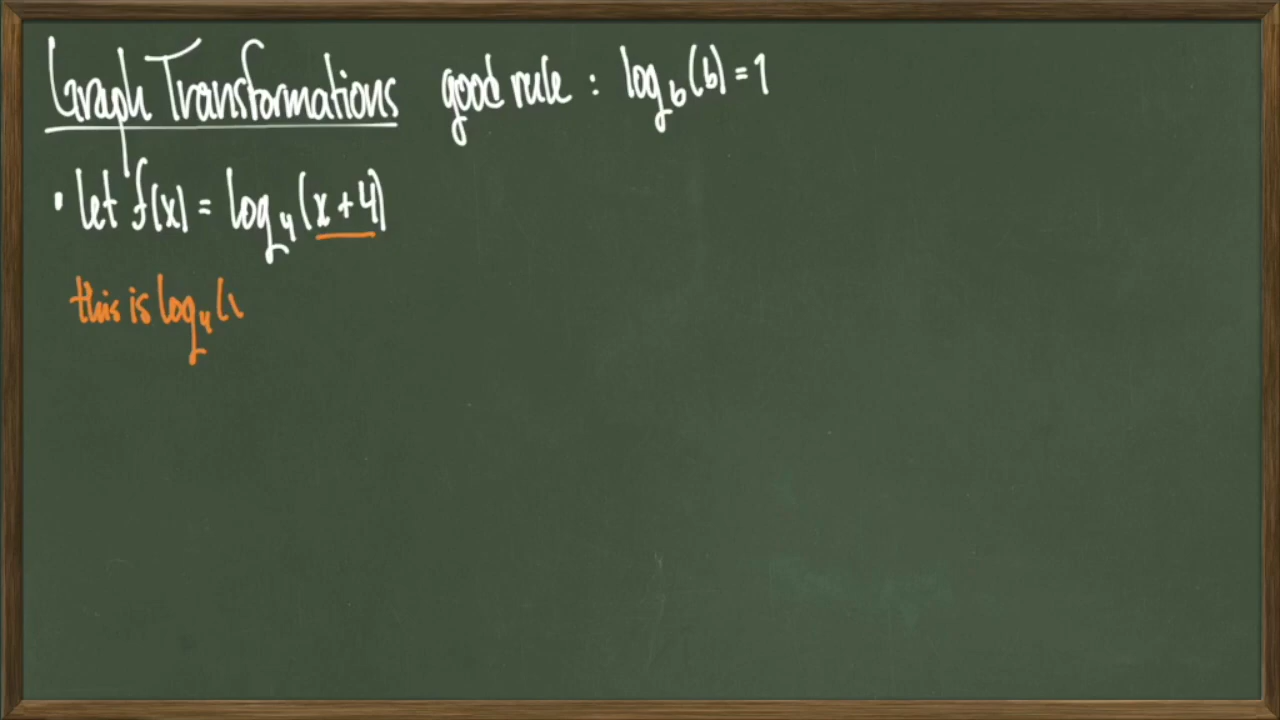 Graph Transformations good rule : log_b(b) = 1
• let f(x) = log_4(x+4)
this is log_4(